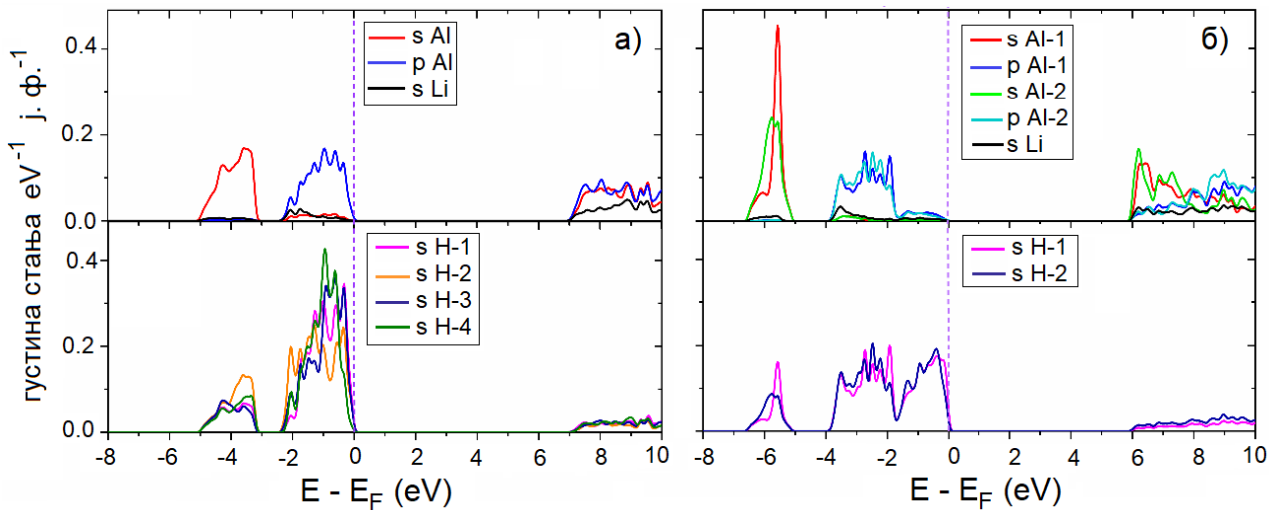 густина стања eV⁻¹ ј. ф.⁻¹
0.4
0.2
0.0
0.4
0.2
0.0
а)
s Al
p Al
s Li
s H-1
s H-2
s H-3
s H-4
-8 -6 -4 -2 0 2 4 6 8 10
E - E_F (eV)
б)
s Al-1
p Al-1
s Al-2
p Al-2
s Li
s H-1
s H-2
-8 -6 -4 -2 0 2 4 6 8 10
E - E_F (eV)